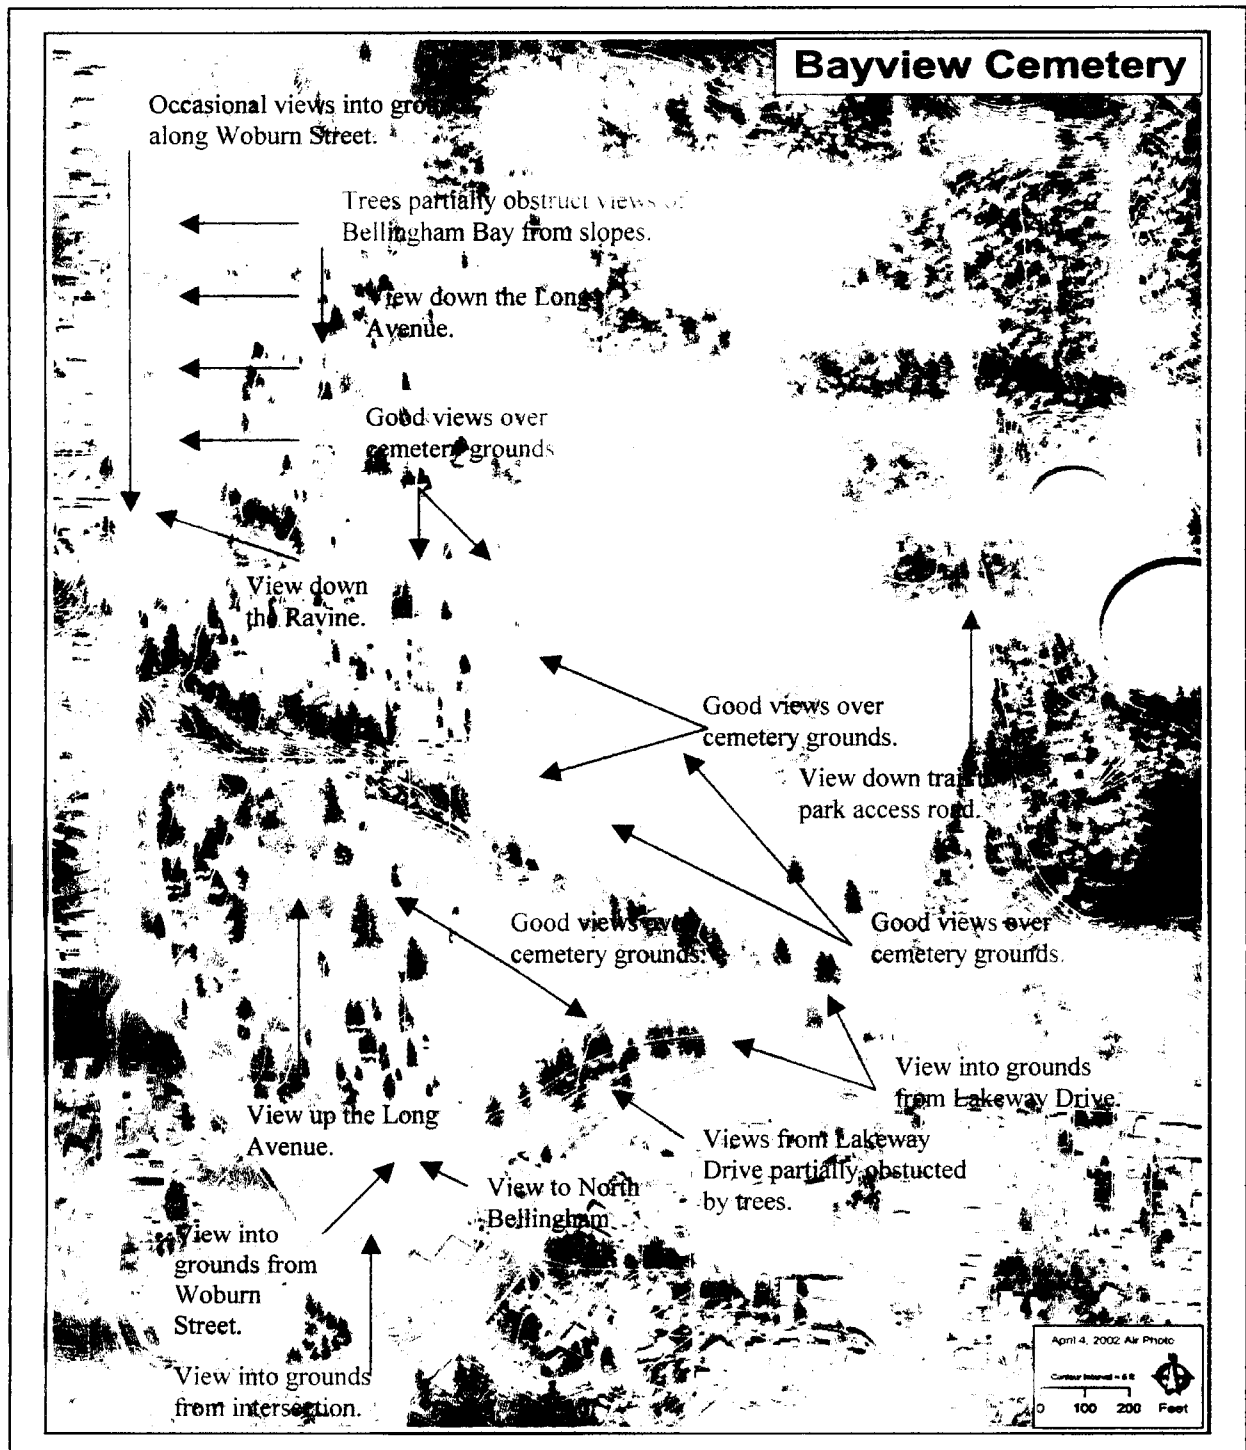 Bayview Cemetery
Occasional views into
along Woburn Street.
Trees partially obstruct views of
Bellingham Bay from slopes.
View down the Long
Avenue.
Good views over
cemetery grounds
View down
the Ravine.
Good views over
cemetery grounds.
View down trail
park access road.
Good views over
cemetery grounds.
Good views over
cemetery grounds.
View into grounds
from Lakeway Drive.
View up the Long
Avenue.
Views from Lakeway
Drive partially obstucted
by trees.
View to North
Bellingham
View into
grounds from
Woburn
Street.
View into grounds
from intersection.
April 4, 2002 Air Photo
Contour Interval = 5 ft
0 100 200 Feet